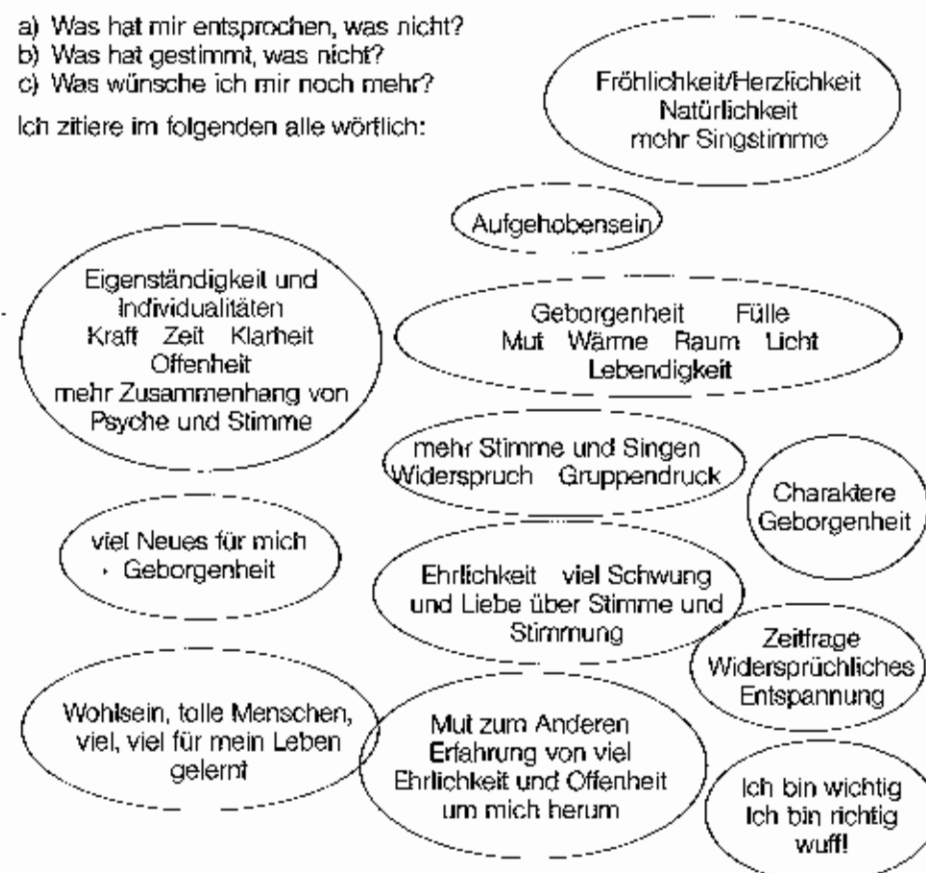 a) Was hat mir entsprochen, was nicht?
b) Was hat gestimmt, was nicht?
c) Was wünsche ich mir noch mehr?
Ich zitiere im folgenden alle wörtlich:
Fröhlichkeit/Herzlichkeit
Natürlichkeit
mehr Singstimme
Aufgehobensein
Eigenständigkeit und
Individualitäten
Kraft Zeit Klarheit
Offenheit
mehr Zusammenhang von
Psyche und Stimme
Geborgenheit Fülle
Mut Wärme Raum Licht
Lebendigkeit
mehr Stimme und Singen
Widerspruch Gruppendruck
Charaktere
Geborgenheit
viel Neues für mich
Geborgenheit
Ehrlichkeit viel Schwung
und Liebe über Stimme und
Stimmung
Zeitfrage
Widersprüchliches
Entspannung
Wohlsein, tolle Menschen,
viel, viel für mein Leben
gelernt
Mut zum Anderen
Erfahrung von viel
Ehrlichkeit und Offenheit
um mich herum
Ich bin wichtig
Ich bin richtig
wuff!